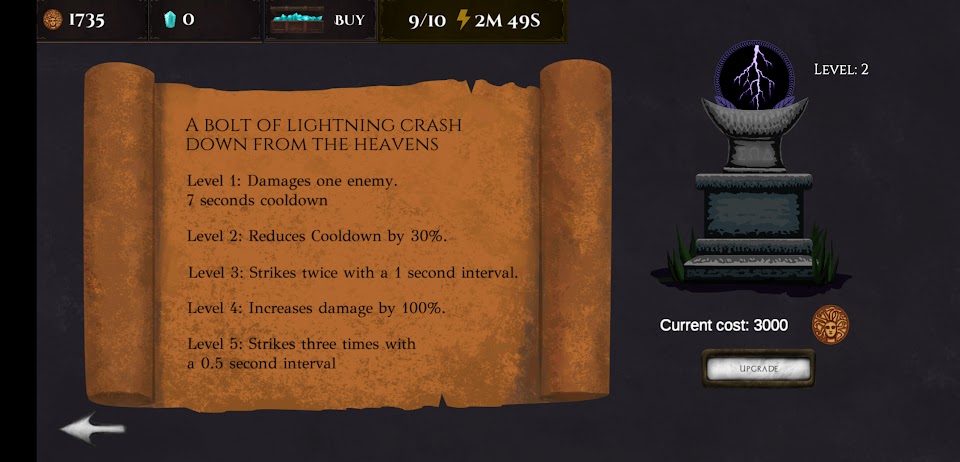 1735
0
BUY
9/10 2M 49S
LEVEL: 2
A BOLT OF LIGHTNING CRASH
DOWN FROM THE HEAVENS
Level 1: Damages one enemy.
7 seconds cooldown
Level 2: Reduces Cooldown by 30%.
Level 3: Strikes twice with a 1 second interval.
Level 4: Increases damage by 100%.
Level 5: Strikes three times with
a 0.5 second interval
ΣΩΔ
Current cost: 3000
UPGRADE